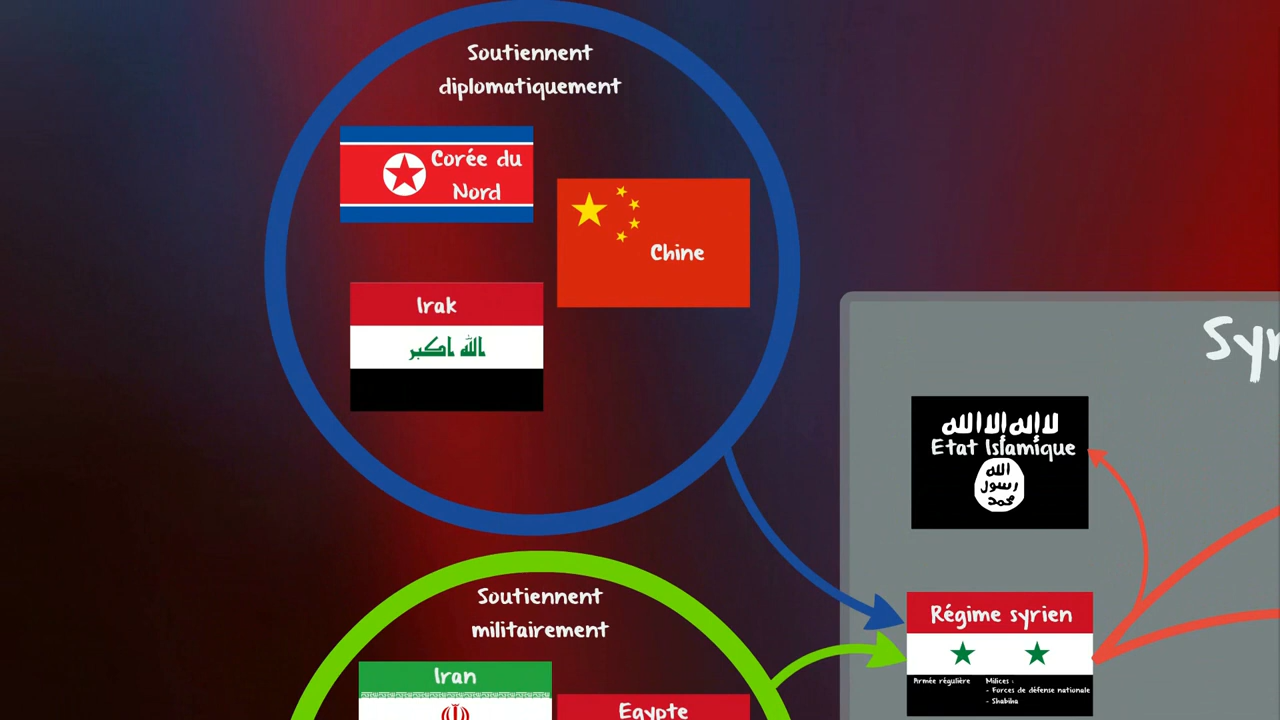 Soutiennent
diplomatiquement
Corée du
Nord
Chine
Irak
الله اكبر
Syr
لا إله إلا الله
Etat Islamique
الله
رسول
محمد
Régime syrien
Armée régulière
Milices :
- Forces de défense nationale
- Shabiha
Soutiennent
militairement
Iran
Egypte